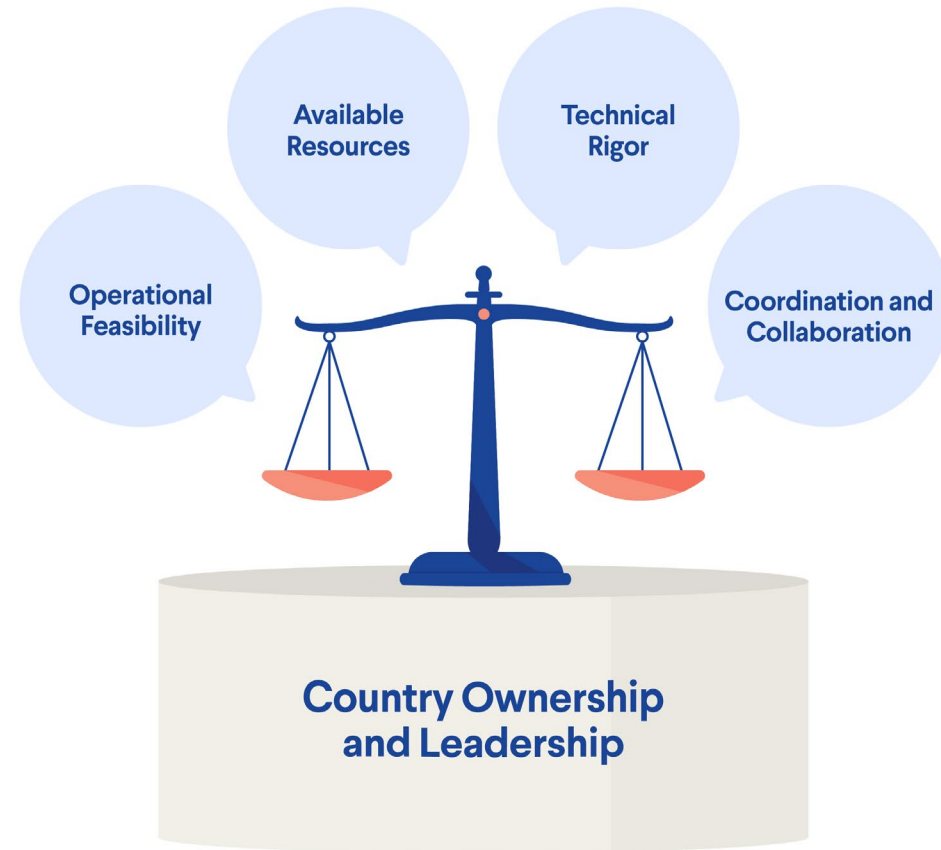 Available
Resources
Technical
Rigor
Operational
Feasibility
Coordination and
Collaboration
Country Ownership
and Leadership